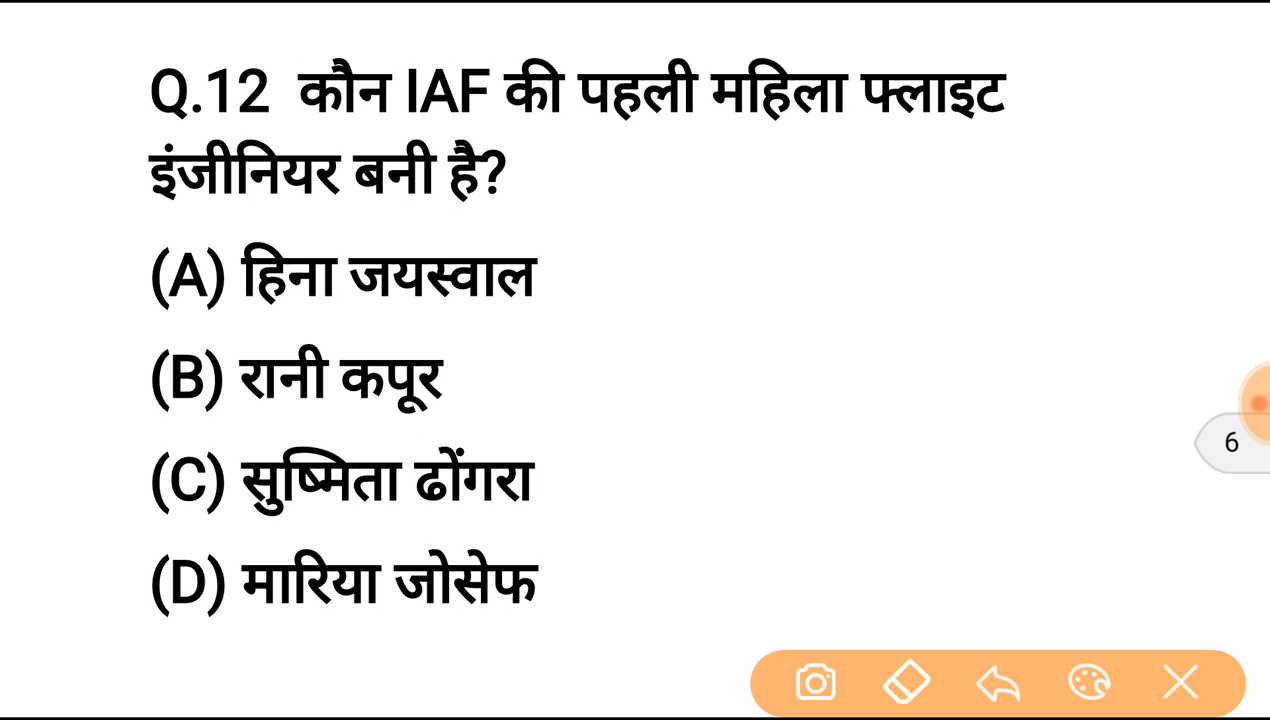 Q.12 कौन IAF की पहली महिला फ्लाइट
इंजीनियर बनी है?
(A) हिना जयस्वाल
(B) रानी कपूर
(C) सुष्मिता ढोंगरा
(D) मारिया जोसेफ
6